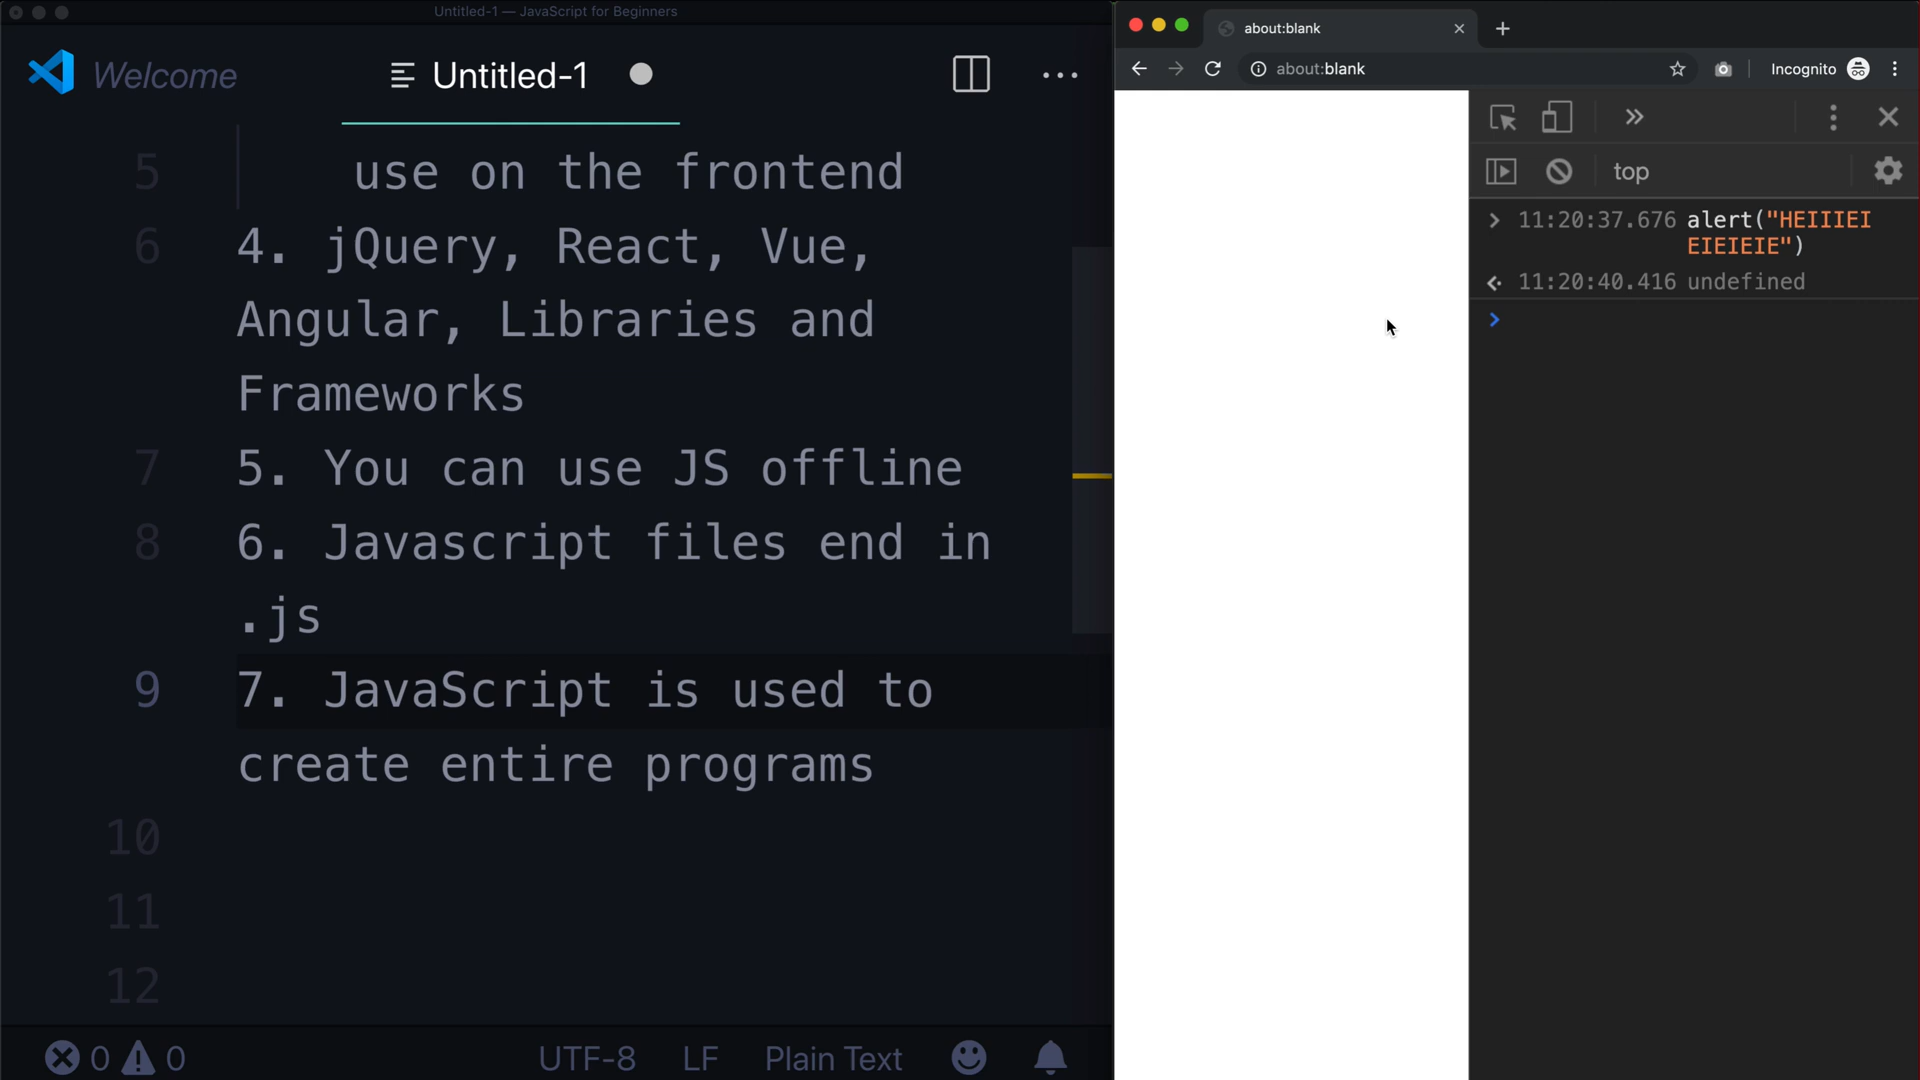 Untitled-1 — JavaScript for Beginners
Welcome
Untitled-1
5 use on the frontend
6 4. jQuery, React, Vue,
Angular, Libraries and
Frameworks
7 5. You can use JS offline
8 6. Javascript files end in
.js
9 7. JavaScript is used to
create entire programs
10
11
12
0 0 UTF-8 LF Plain Text
about:blank
about:blank
Incognito
top
11:20:37.676 alert("HEIIIEI
EIEIEIE")
11:20:40.416 undefined